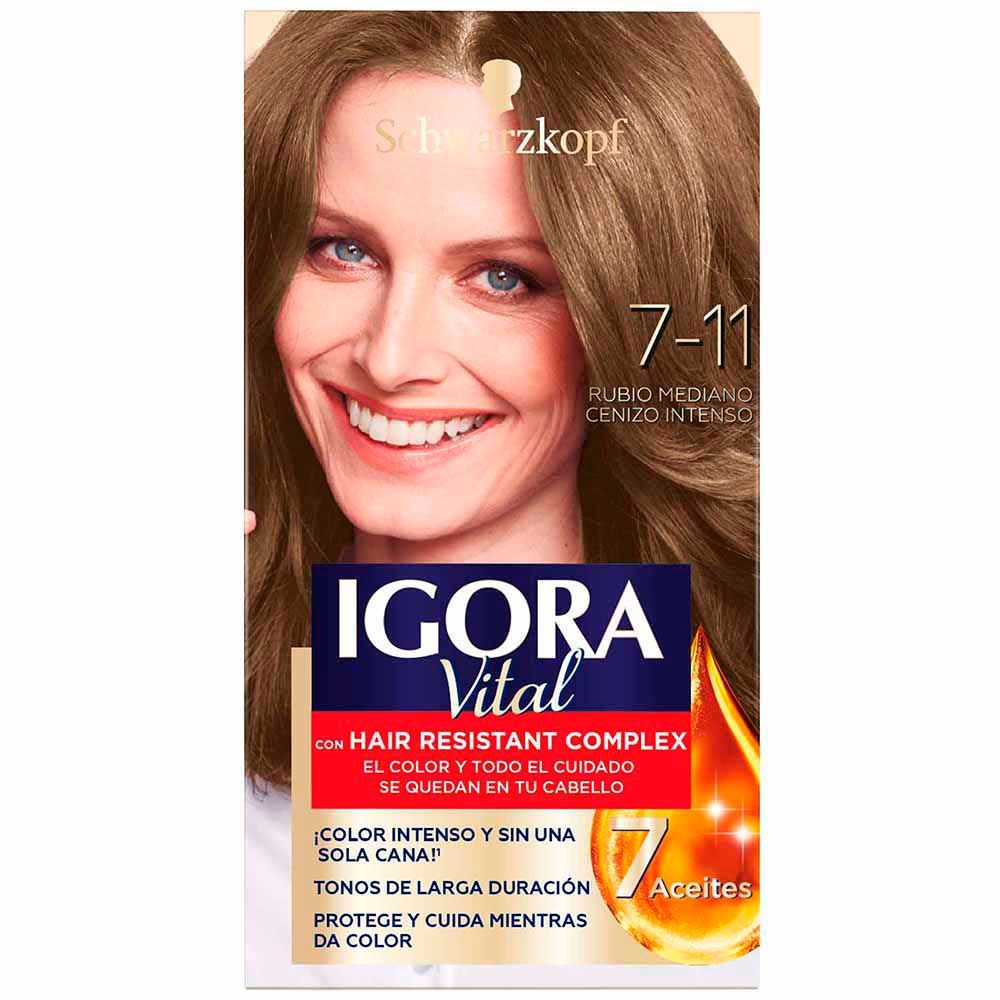 Schwarzkopf
7-11
RUBIO MEDIANO
CENIZO INTENSO
IGORA
Vital
CON HAIR RESISTANT COMPLEX
EL COLOR Y TODO EL CUIDADO
SE QUEDAN EN TU CABELLO
¡COLOR INTENSO Y SIN UNA
SOLA CANA!¹
TONOS DE LARGA DURACIÓN
PROTEGE Y CUIDA MIENTRAS
DA COLOR
7
Aceites